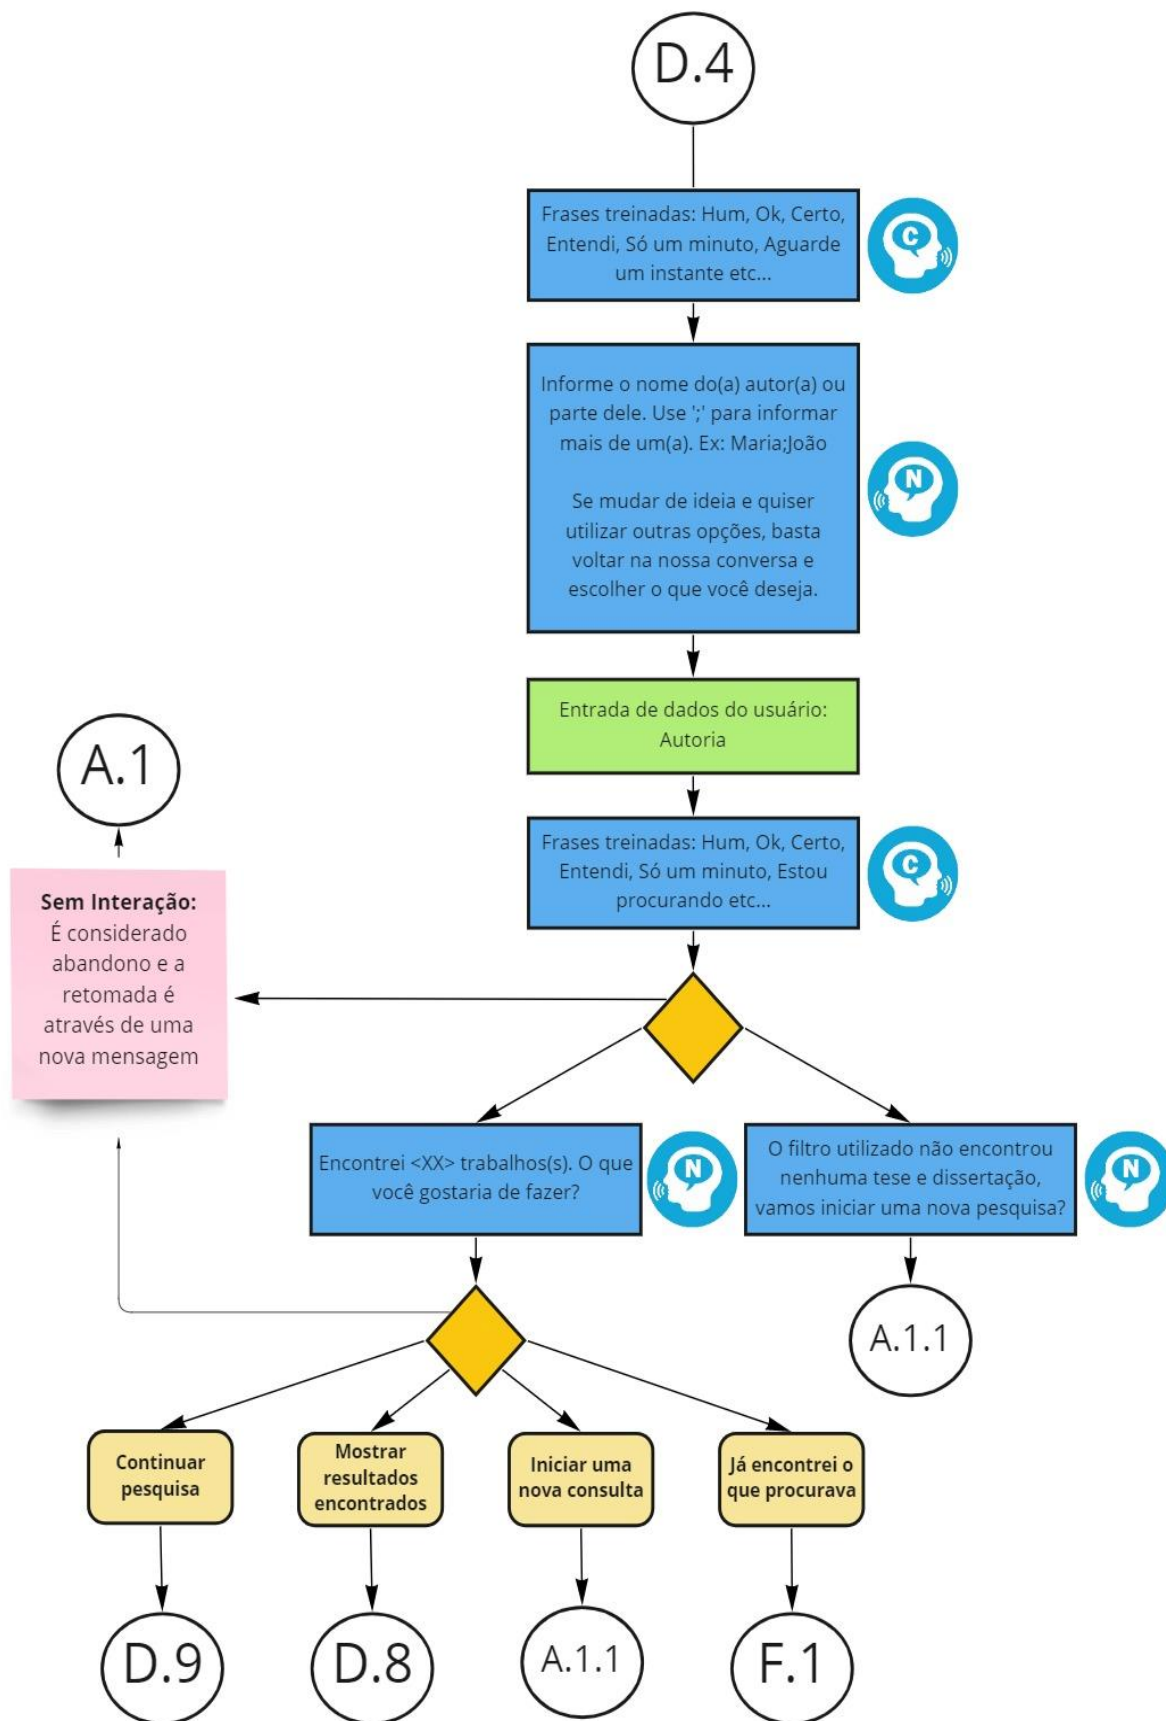 D.4
Frases treinadas: Hum, Ok, Certo,
Entendi, Só um minuto, Aguarde
um instante etc...
C
Informe o nome do(a) autor(a) ou
parte dele. Use ';' para informar
mais de um(a). Ex: Maria;João
Se mudar de ideia e quiser
utilizar outras opções, basta
voltar na nossa conversa e
escolher o que você deseja.
N
Entrada de dados do usuário:
Autoria
A.1
Frases treinadas: Hum, Ok, Certo,
Entendi, Só um minuto, Estou
procurando etc...
C
Sem Interação:
É considerado
abandono e a
retomada é
através de uma
nova mensagem
Encontrei <XX> trabalhos(s). O que
você gostaria de fazer?
N
O filtro utilizado não encontrou
nenhuma tese e dissertação,
vamos iniciar uma nova pesquisa?
N
A.1.1
Continuar
pesquisa
Mostrar
resultados
encontrados
Iniciar uma
nova consulta
Já encontrei o
que procurava
D.9
D.8
A.1.1
F.1